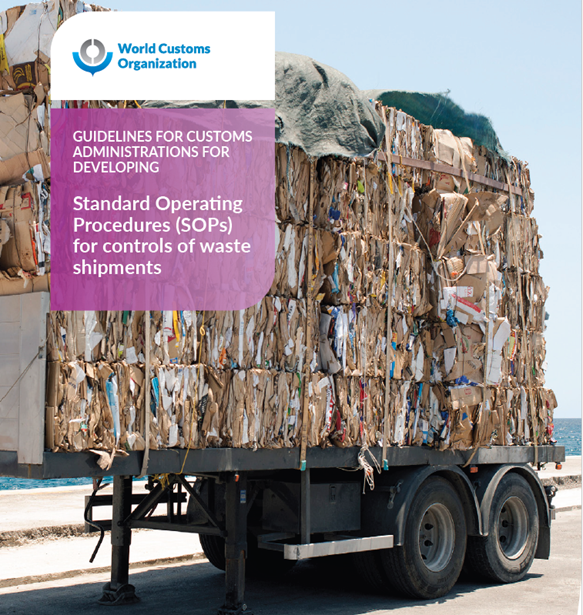 World Customs
Organization
GUIDELINES FOR CUSTOMS
ADMINISTRATIONS FOR
DEVELOPING
Standard Operating
Procedures (SOPs)
for controls of waste
shipments